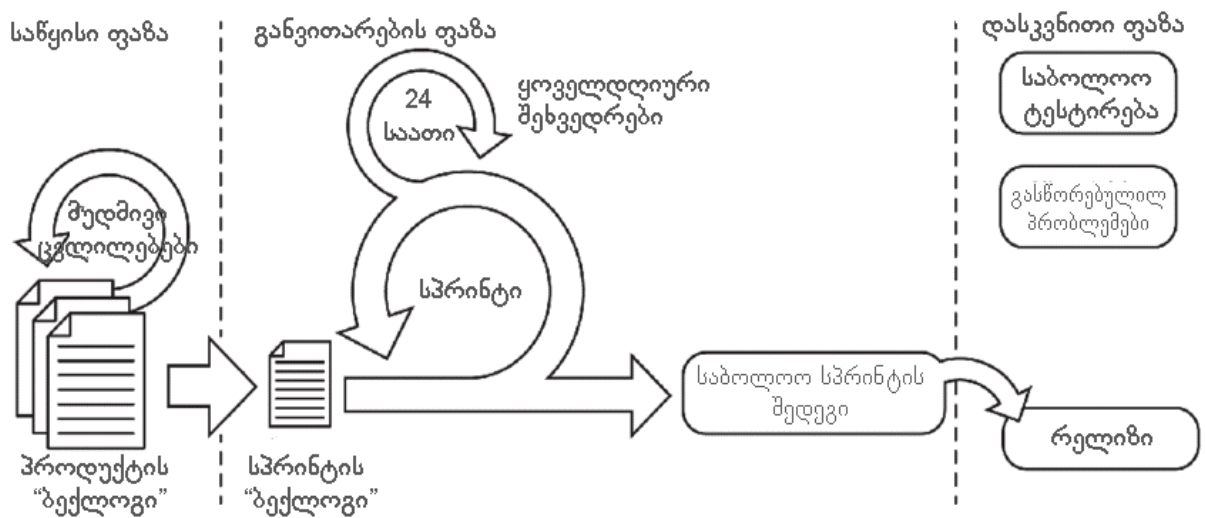 საწყისი ფაზა
განვითარების ფაზა
დასკვნითი ფაზა
24
საათი
ყოველდღიური
შეხვედრები
საბოლოო
ტესტირება
მუდმივი
ცვლილებები
გასწორებულილ
პრობლემები
სპრინტი
საბოლოო სპრინტის
შედეგი
რელიზი
პროდუქტის
“ბექლოგი”
სპრინტის
“ბექლოგი”